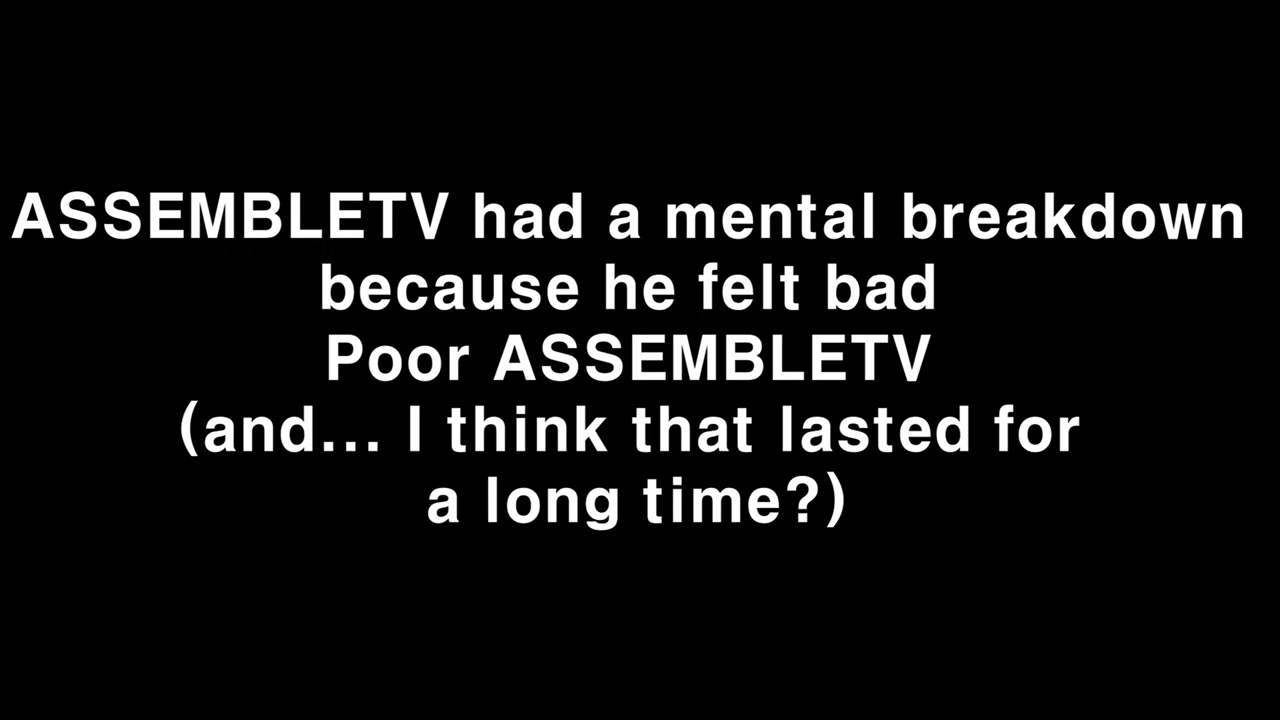 ASSEMBLETV had a mental breakdown
because he felt bad
Poor ASSEMBLETV
(and... I think that lasted for
a long time?)